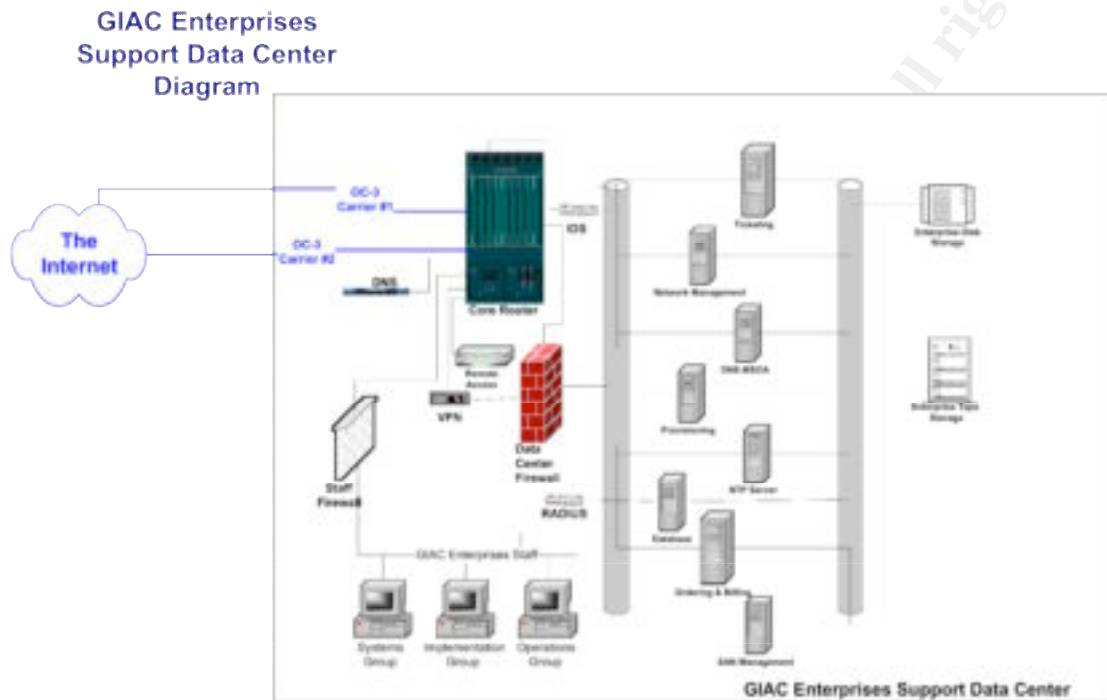 GIAC Enterprises
Support Data Center
Diagram
The
Internet
OC-3
Carrier #1
OC-3
Carrier #2
DNS
Core Router
IDS
Remote
Access
VPN
Staff
Firewall
Data
Center
Firewall
RADIUS
GIAC Enterprises Staff
Systems
Group
Implementation
Group
Operations
Group
Ticketing
Network Management
Provisioning
NTP Server
Database
Ordering & Billing
Management
Enterprise Disk
Storage
Enterprise Tape
Storage
GIAC Enterprises Support Data Center